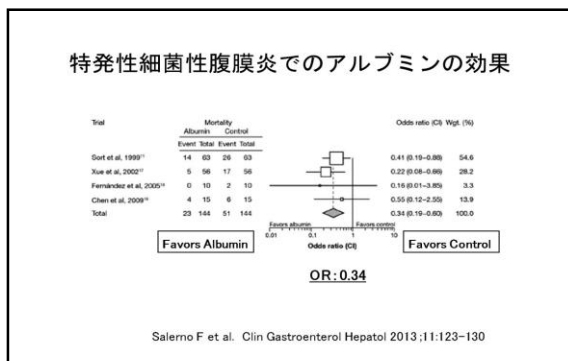 特発性細菌性腹膜炎でのアルブミンの効果
Trial Mortality Odds ratio (CI) Wgt. (%)
Albumin Control
Event Total Event Total
Sort et al, 1999 14 63 26 63 0.41 (0.19–0.88) 54.6
Xue et al, 2002 5 56 17 56 0.22 (0.08–0.66) 28.2
Fernández et al, 2005 0 10 2 10 0.16 (0.01–3.85) 3.3
Chen et al, 2009 4 15 6 15 0.55 (0.12–2.55) 13.9
Total 23 144 51 144 0.34 (0.19–0.60) 100.0
Favors albumin Favors control
0.01 0.1 1 10
Favors Albumin Odds ratio (CI) Favors Control
OR:0.34
Salerno F et al. Clin Gastroenterol Hepatol 2013;11:123-130